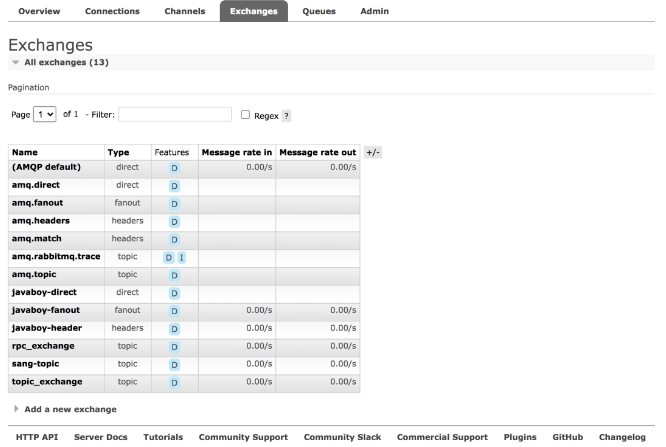 Overview Connections Channels Exchanges Queues Admin
Exchanges
All exchanges (13)
Pagination
Page 1 of 1 - Filter: Regex ?
Name Type Features Message rate in Message rate out +/-
(AMQP default) direct D 0.00/s 0.00/s
amq.direct direct D
amq.fanout fanout D
amq.headers headers D
amq.match headers D
amq.rabbitmq.trace topic D I
amq.topic topic D
javaboy-direct direct D
javaboy-fanout fanout D 0.00/s 0.00/s
javaboy-header headers D 0.00/s 0.00/s
rpc_exchange topic D 0.00/s 0.00/s
sang-topic topic D 0.00/s 0.00/s
topic_exchange topic D 0.00/s 0.00/s
Add a new exchange
HTTP API Server Docs Tutorials Community Support Community Slack Commercial Support Plugins GitHub Changelog